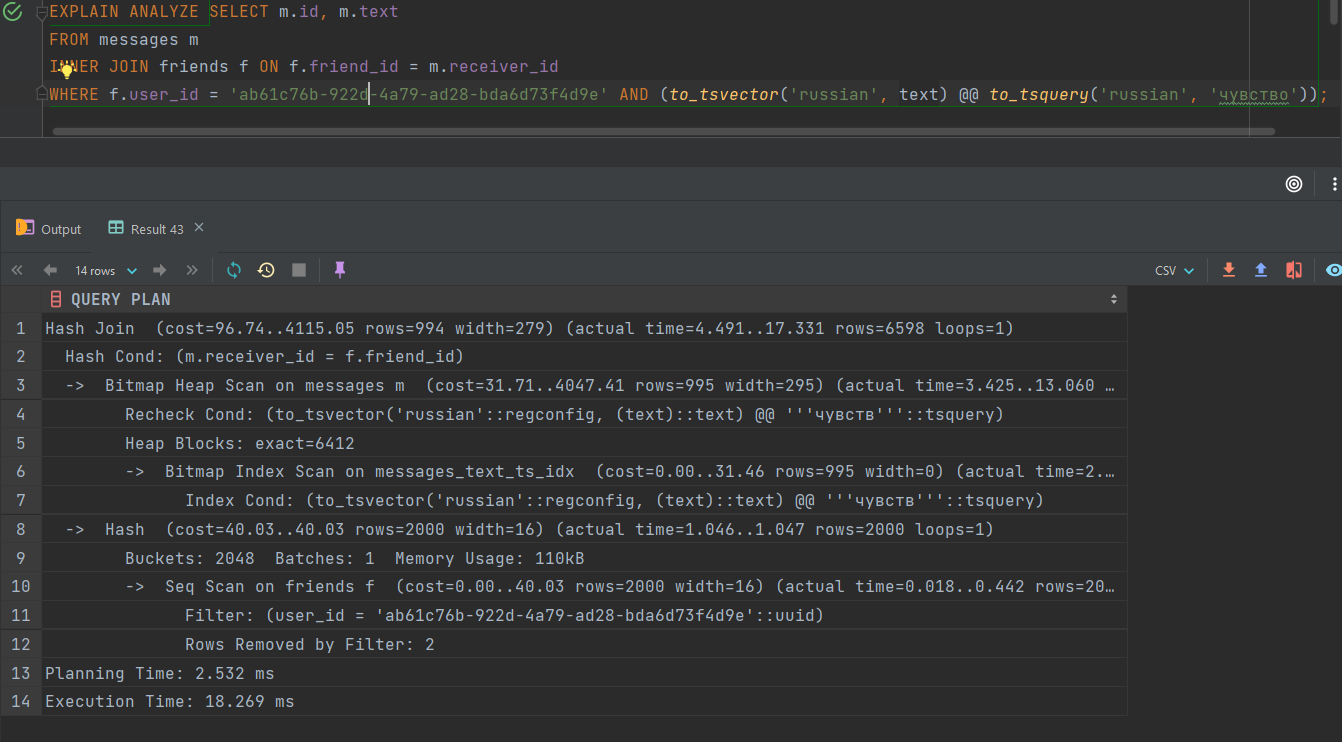 EXPLAIN ANALYZE SELECT m.id, m.text
FROM messages m
INNER JOIN friends f ON f.friend_id = m.receiver_id
WHERE f.user_id = 'ab61c76b-922d-4a79-ad28-bda6d73f4d9e' AND (to_tsvector('russian', text) @@ to_tsquery('russian', 'чувство'));
Output Result 43
14 rows CSV
QUERY PLAN
1 Hash Join (cost=96.74..4115.05 rows=994 width=279) (actual time=4.491..17.331 rows=6598 loops=1)
2 Hash Cond: (m.receiver_id = f.friend_id)
3 -> Bitmap Heap Scan on messages m (cost=31.71..4047.41 rows=995 width=295) (actual time=3.425..13.060 …
4 Recheck Cond: (to_tsvector('russian'::regconfig, (text)::text) @@ '''чувств'''::tsquery)
5 Heap Blocks: exact=6412
6 -> Bitmap Index Scan on messages_text_ts_idx (cost=0.00..31.46 rows=995 width=0) (actual time=2.…
7 Index Cond: (to_tsvector('russian'::regconfig, (text)::text) @@ '''чувств'''::tsquery)
8 -> Hash (cost=40.03..40.03 rows=2000 width=16) (actual time=1.046..1.047 rows=2000 loops=1)
9 Buckets: 2048 Batches: 1 Memory Usage: 110kB
10 -> Seq Scan on friends f (cost=0.00..40.03 rows=2000 width=16) (actual time=0.018..0.442 rows=20…
11 Filter: (user_id = 'ab61c76b-922d-4a79-ad28-bda6d73f4d9e'::uuid)
12 Rows Removed by Filter: 2
13 Planning Time: 2.532 ms
14 Execution Time: 18.269 ms